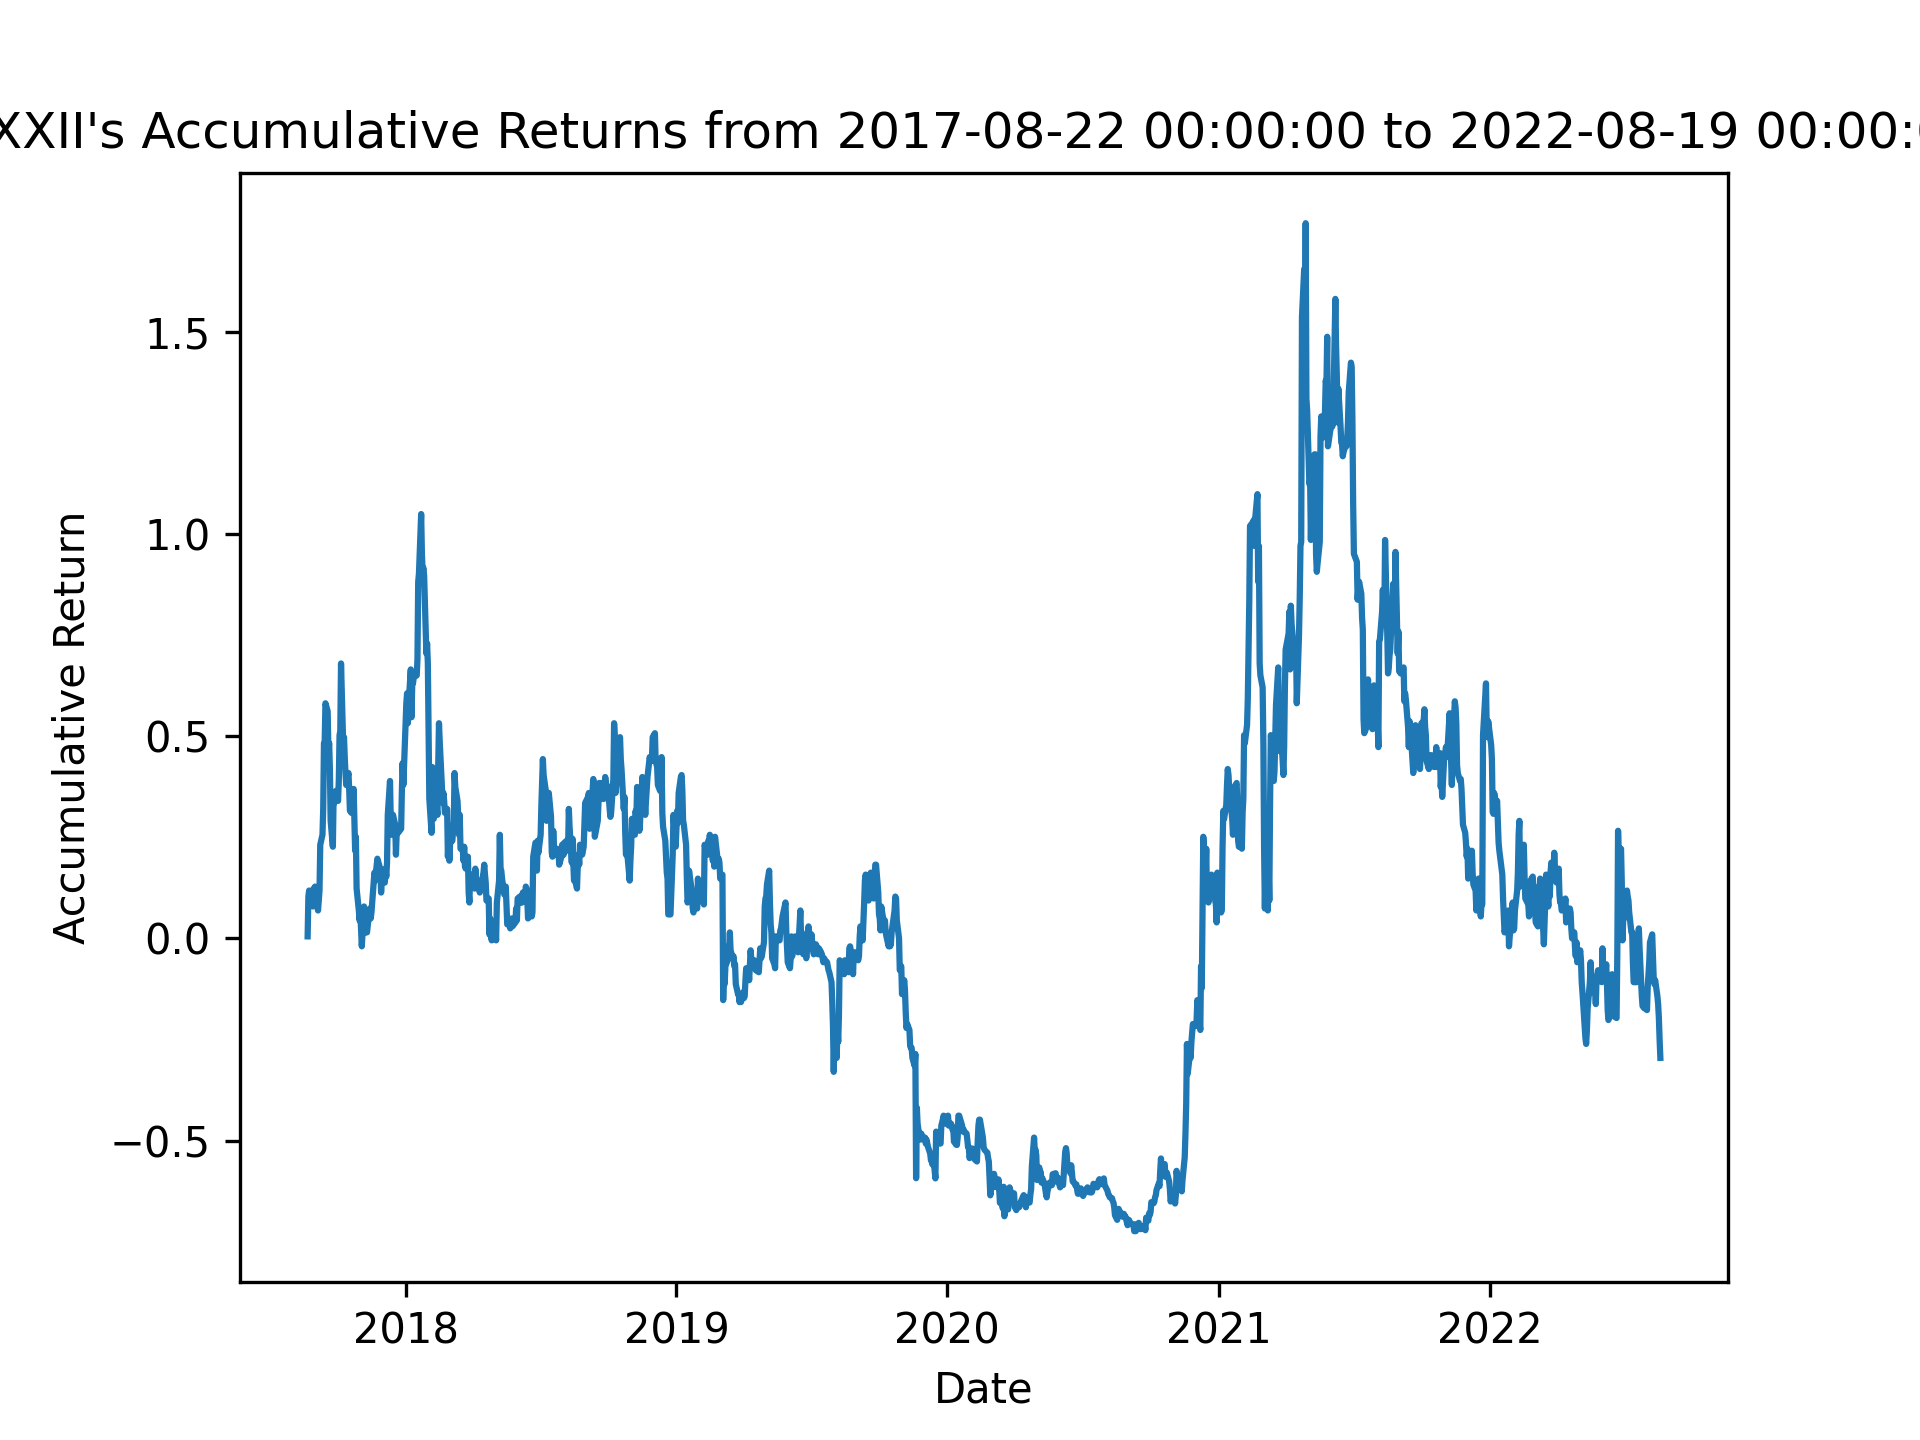 XXII's Accumulative Returns from 2017-08-22 00:00:00 to 2022-08-19 00:00:
1.5
1.0
0.5
0.0
−0.5
Accumulative Return
2018 2019 2020 2021 2022
Date